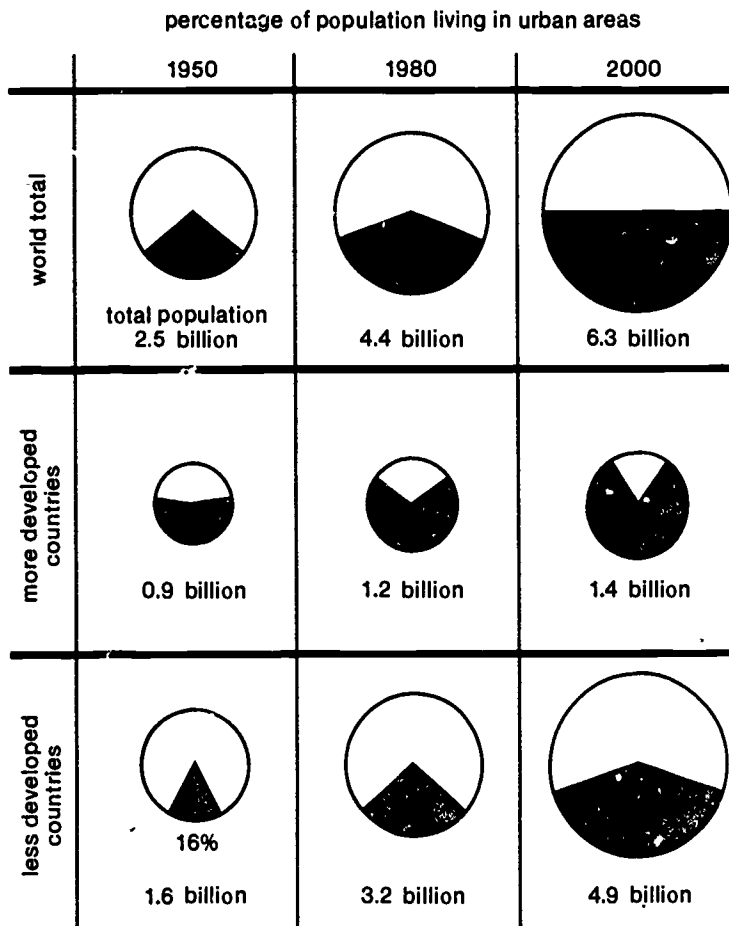 percentage of population living in urban areas
1950 1980 2000
world total
total population
2.5 billion 4.4 billion 6.3 billion
more developed
countries
0.9 billion 1.2 billion 1.4 billion
less developed
countries
16%
1.6 billion 3.2 billion 4.9 billion